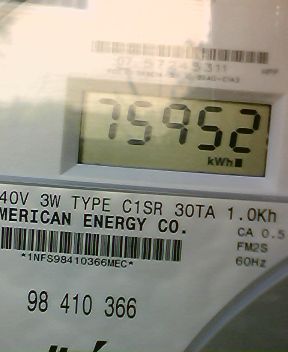 75952
kWh
40V 3W TYPE C1SR 30TA 1.0Kh
MERICAN ENERGY CO.
CA 0.5
FM2S
*1NFS98410366MEC*
60Hz
98 410 366